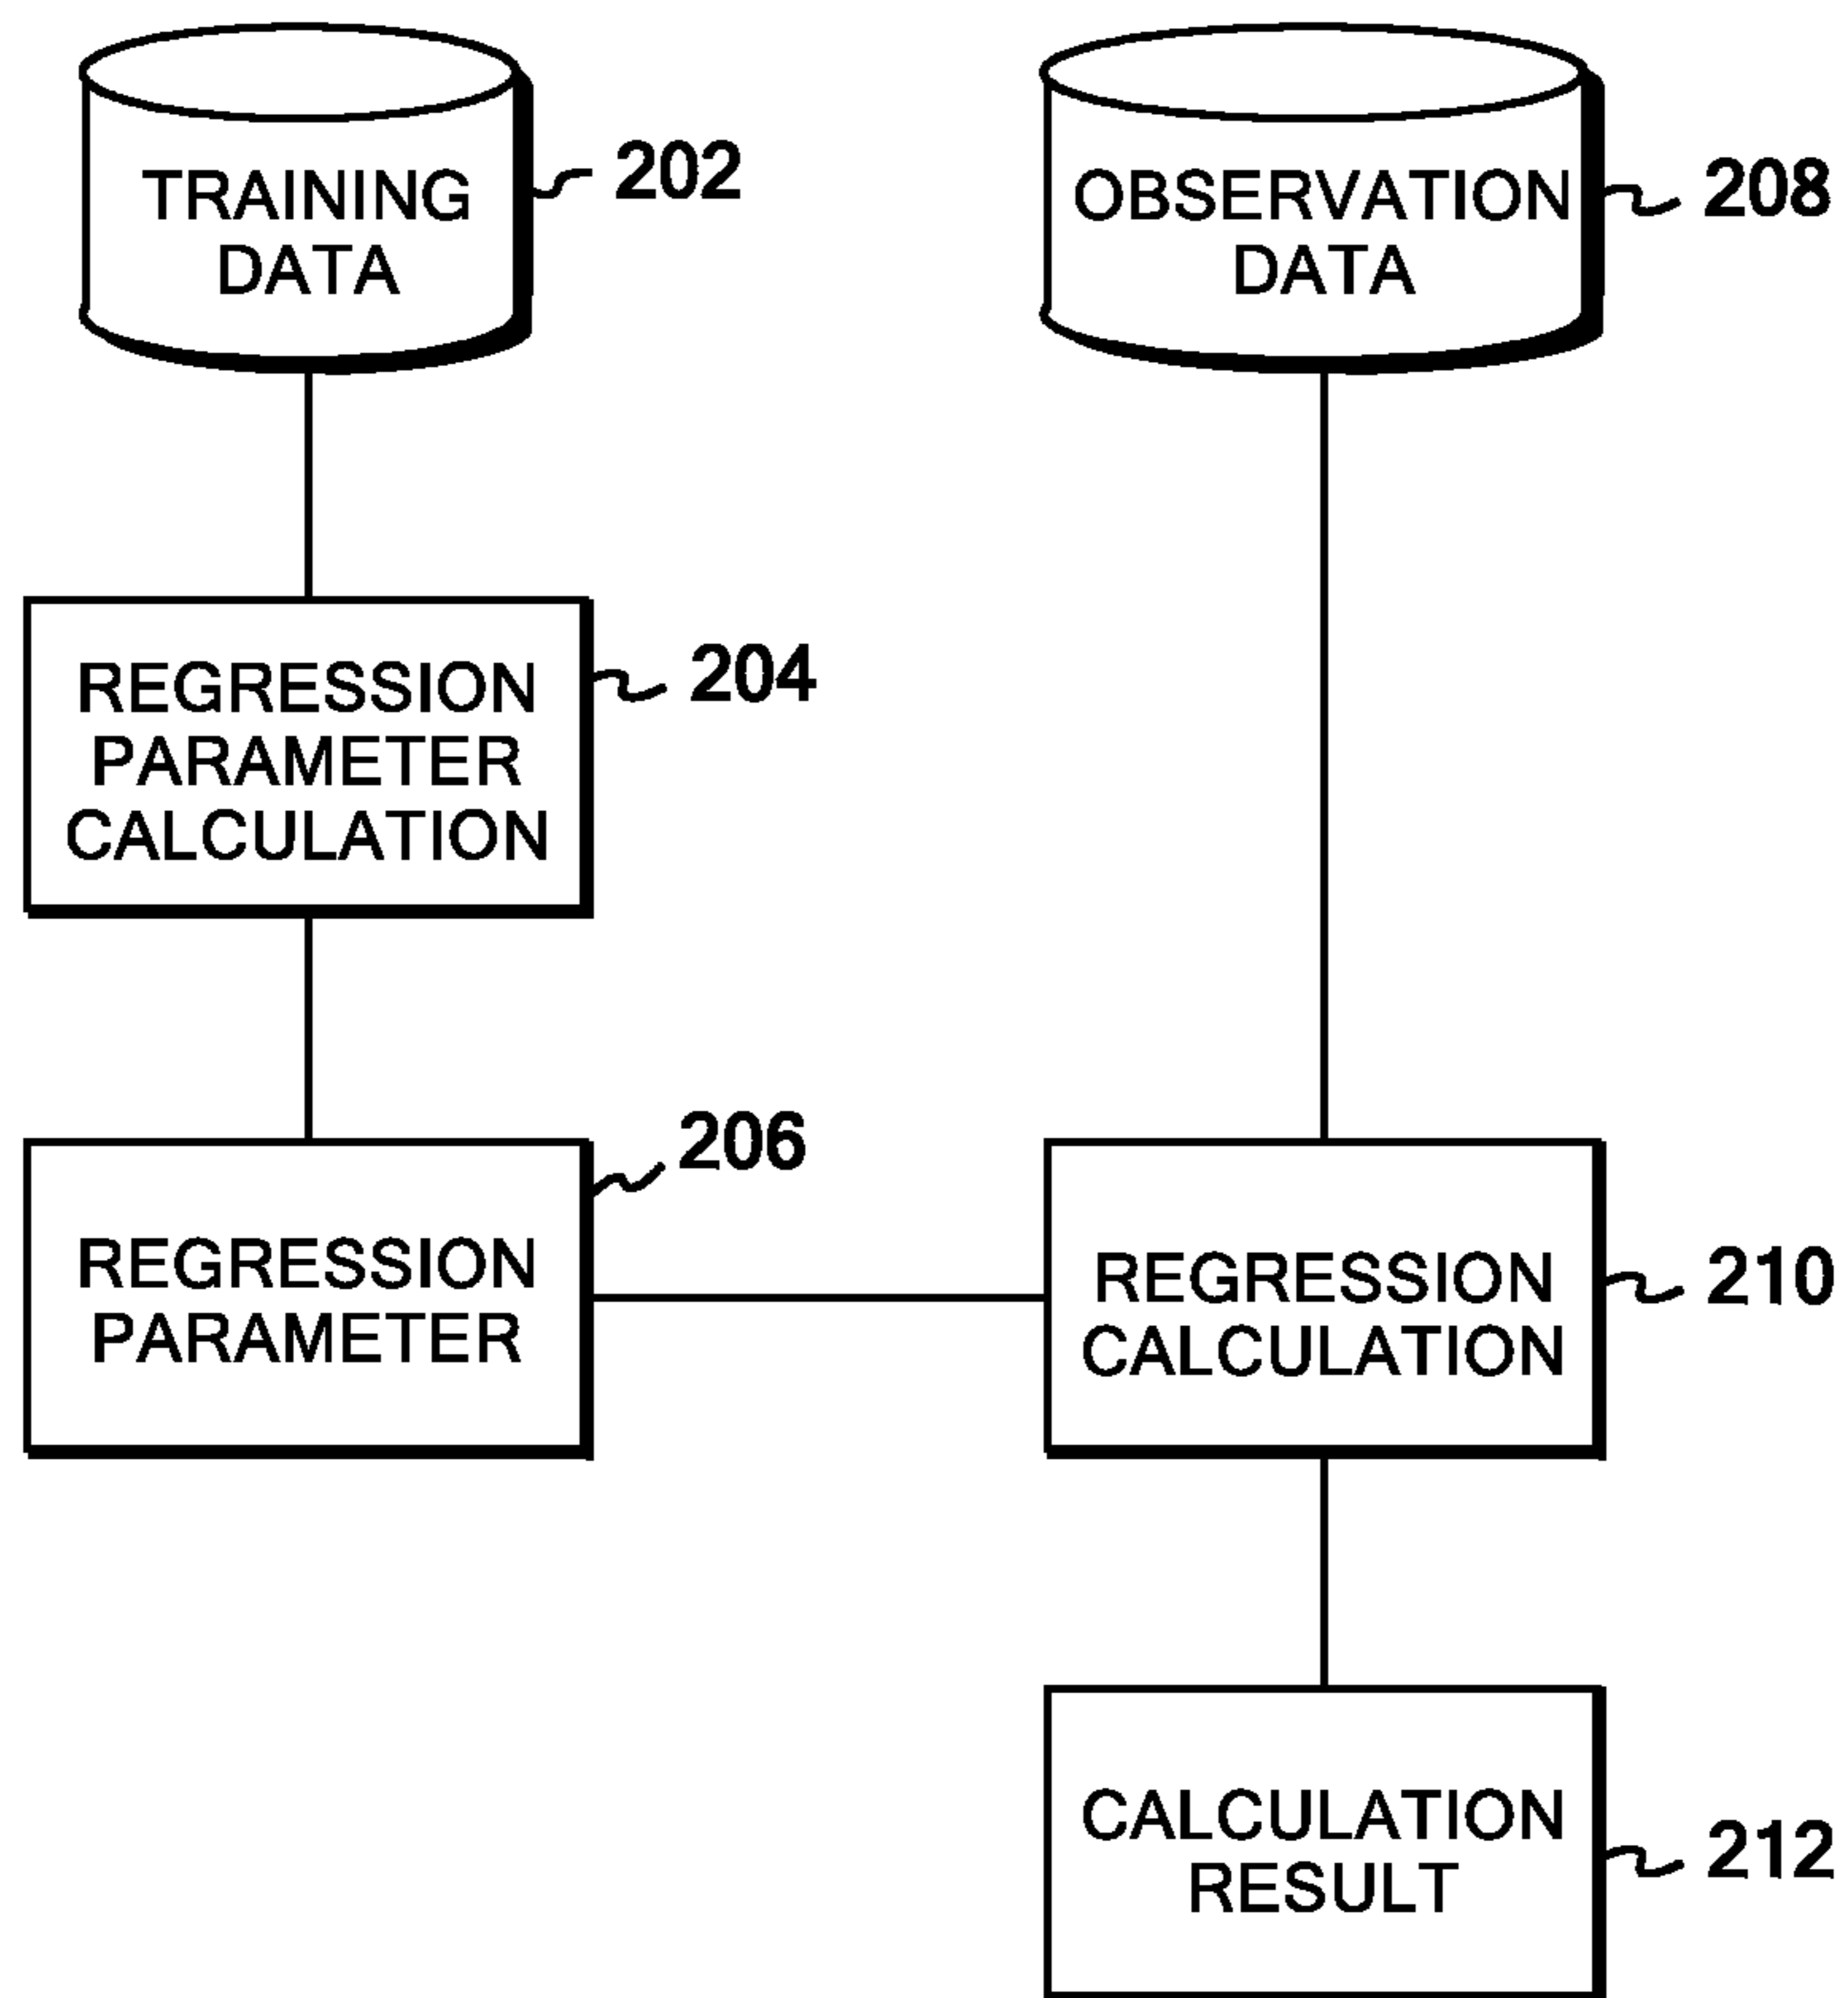 TRAINING
DATA
202
OBSERVATION
DATA
208
REGRESSION
PARAMETER
CALCULATION
204
REGRESSION
PARAMETER
206
REGRESSION
CALCULATION
210
CALCULATION
RESULT
212